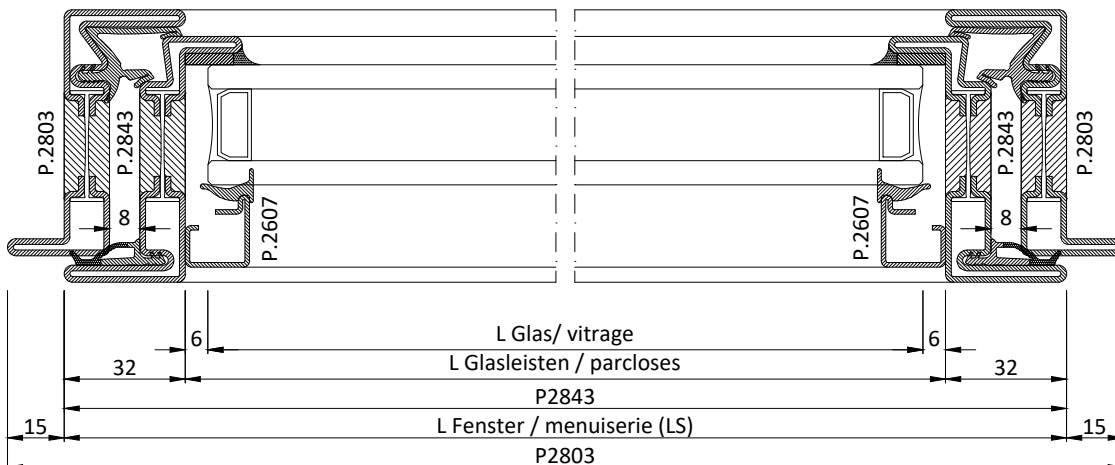 P.2803
P.2843
P.2843
P.2803
8
P.2607
P.2607
8
6
L Glas/ vitrage
6
32
L Glasleisten / parcloses
32
P2843
15
L Fenster / menuiserie (LS)
15
P2803